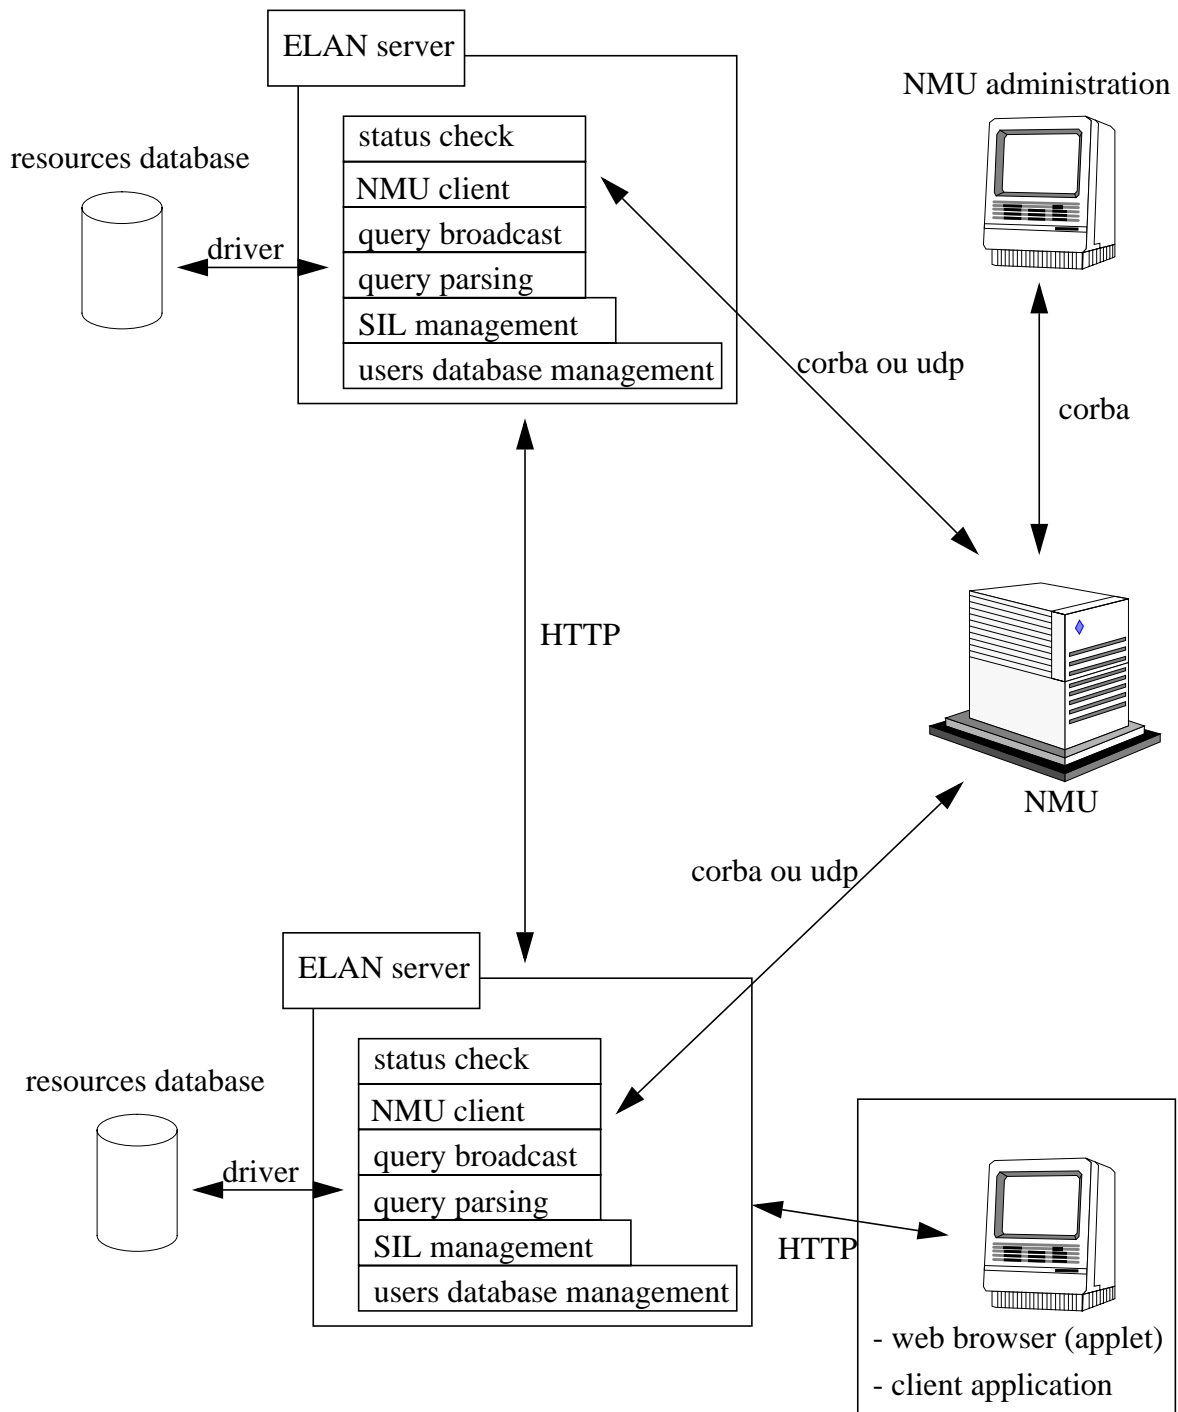 ELAN server
NMU administration
status check
resources database
NMU client
query broadcast
driver
query parsing
SIL management
users database management
corba ou udp
corba
HTTP
NMU
corba ou udp
ELAN server
status check
resources database
NMU client
query broadcast
driver
query parsing
SIL management
HTTP
users database management
- web browser (applet)
- client application